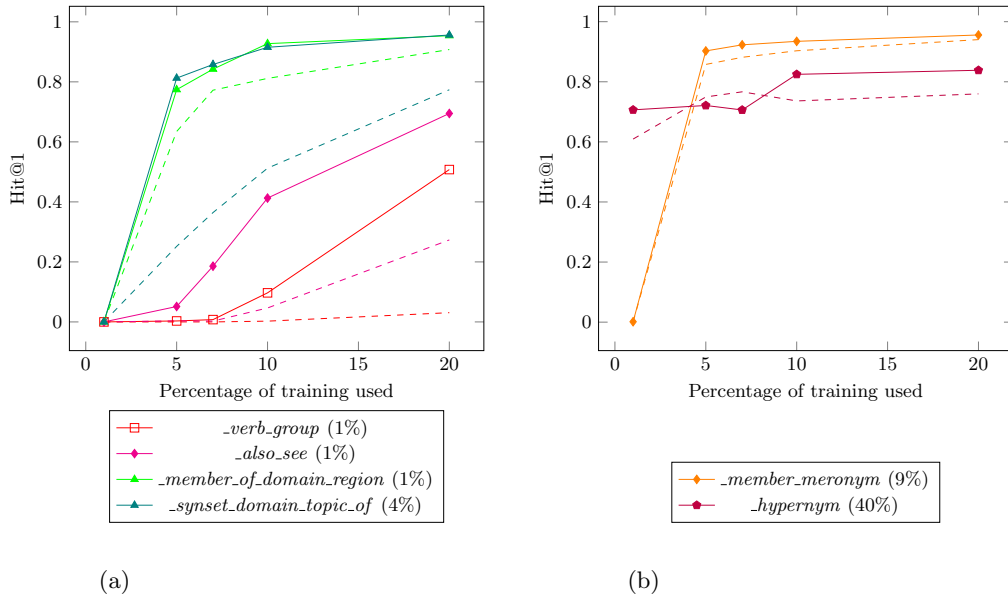 1
0.8
0.6
0.4
0.2
0
Hit@1
0 5 10 15 20
Percentage of training used
_verb_group (1%)
_also_see (1%)
_member_of_domain_region (1%)
_synset_domain_topic_of (4%)
(a)
1
0.8
0.6
0.4
0.2
0
Hit@1
0 5 10 15 20
Percentage of training used
_member_meronym (9%)
_hypernym (40%)
(b)